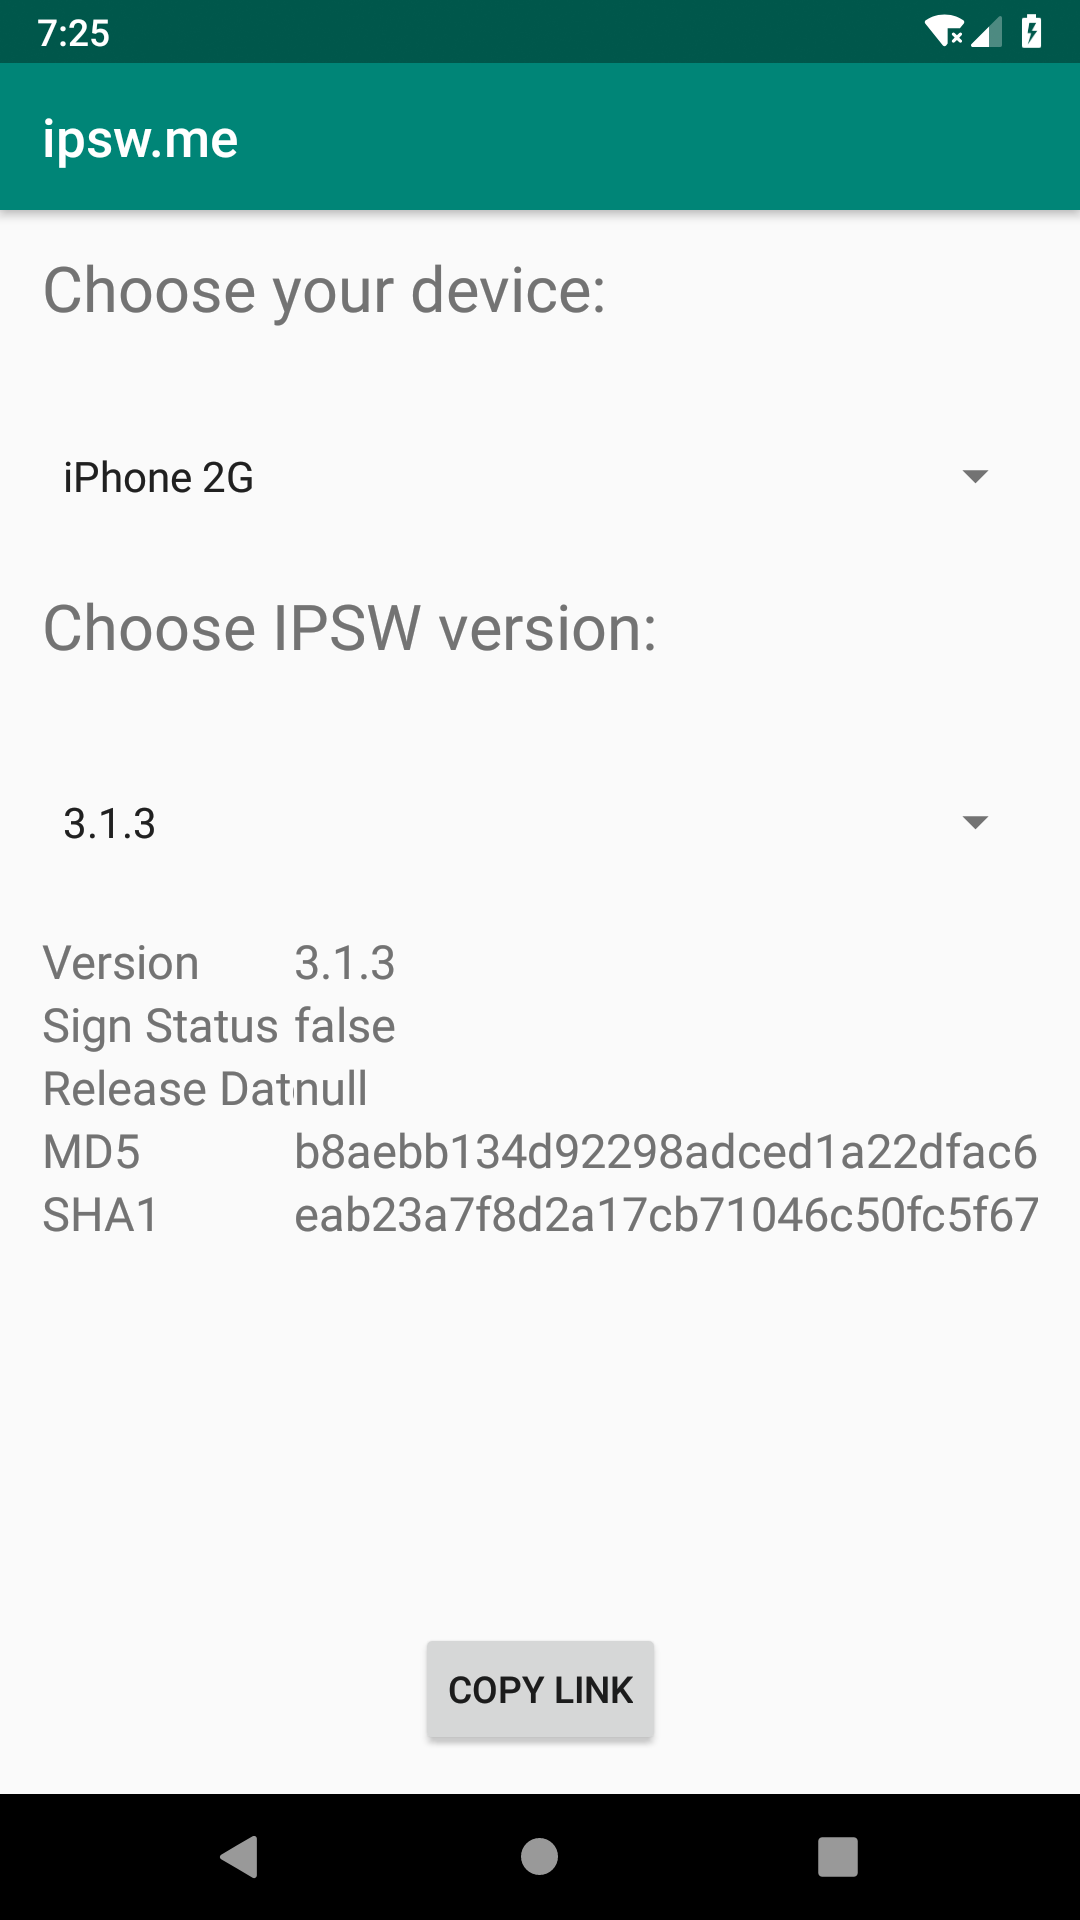 7:25
ipsw.me
Choose your device:
iPhone 2G
Choose IPSW version:
3.1.3
Version 3.1.3
Sign Status false
Release Dat null
MD5 b8aebb134d92298adced1a22dfac6
SHA1 eab23a7f8d2a17cb71046c50fc5f67
COPY LINK